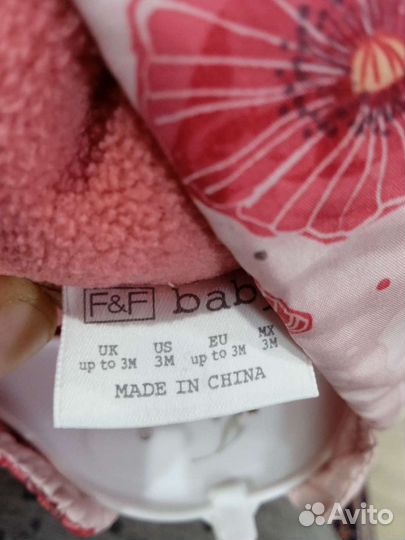 F&F baby
UK US EU MX
up to 3M 3M up to 3M 3M
MADE IN CHINA
Avito